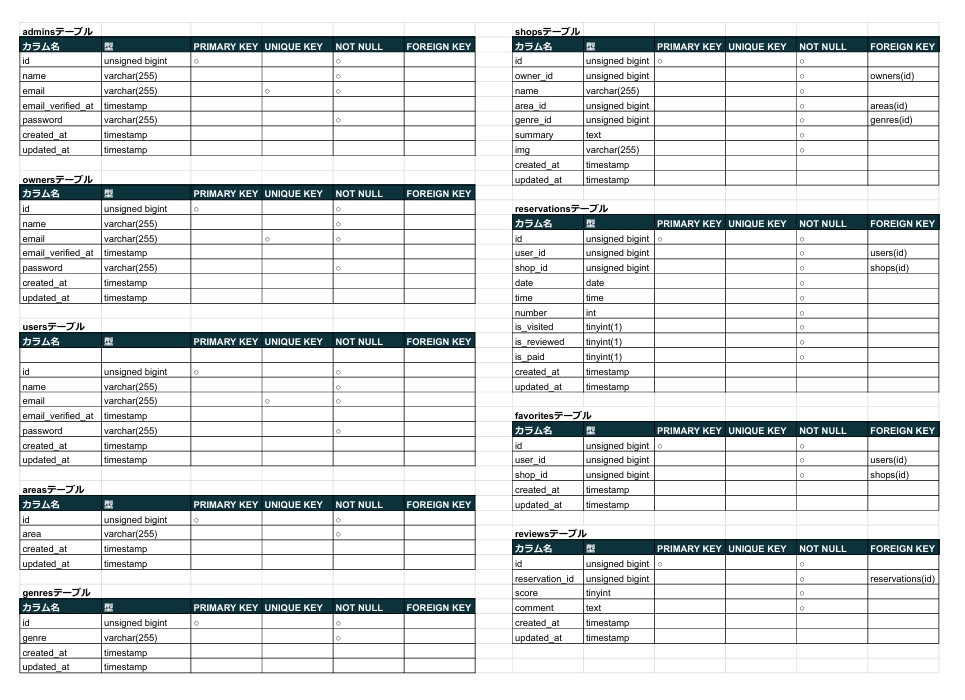 adminsテーブル
カラム名 型 PRIMARY KEY UNIQUE KEY NOT NULL FOREIGN KEY
id unsigned bigint ○ ○
name varchar(255) ○
email varchar(255) ○ ○
email_verified_at timestamp
password varchar(255) ○
created_at timestamp
updated_at timestamp
ownersテーブル
カラム名 型 PRIMARY KEY UNIQUE KEY NOT NULL FOREIGN KEY
id unsigned bigint ○ ○
name varchar(255) ○
email varchar(255) ○ ○
email_verified_at timestamp
password varchar(255) ○
created_at timestamp
updated_at timestamp
usersテーブル
カラム名 型 PRIMARY KEY UNIQUE KEY NOT NULL FOREIGN KEY
id unsigned bigint ○ ○
name varchar(255) ○
email varchar(255) ○ ○
email_verified_at timestamp
password varchar(255) ○
created_at timestamp
updated_at timestamp
areasテーブル
カラム名 型 PRIMARY KEY UNIQUE KEY NOT NULL FOREIGN KEY
id unsigned bigint ○ ○
area varchar(255) ○
created_at timestamp
updated_at timestamp
genresテーブル
カラム名 型 PRIMARY KEY UNIQUE KEY NOT NULL FOREIGN KEY
id unsigned bigint ○ ○
genre varchar(255) ○
created_at timestamp
updated_at timestamp
shopsテーブル
カラム名 型 PRIMARY KEY UNIQUE KEY NOT NULL FOREIGN KEY
id unsigned bigint ○ ○
owner_id unsigned bigint ○ owners(id)
name varchar(255) ○
area_id unsigned bigint ○ areas(id)
genre_id unsigned bigint ○ genres(id)
summary text ○
img varchar(255) ○
created_at timestamp
updated_at timestamp
reservationsテーブル
カラム名 型 PRIMARY KEY UNIQUE KEY NOT NULL FOREIGN KEY
id unsigned bigint ○ ○
user_id unsigned bigint ○ users(id)
shop_id unsigned bigint ○ shops(id)
date date ○
time time ○
number int ○
is_visited tinyint(1) ○
is_reviewed tinyint(1) ○
is_paid tinyint(1) ○
created_at timestamp
updated_at timestamp
favoritesテーブル
カラム名 型 PRIMARY KEY UNIQUE KEY NOT NULL FOREIGN KEY
id unsigned bigint ○ ○
user_id unsigned bigint ○ users(id)
shop_id unsigned bigint ○ shops(id)
created_at timestamp
updated_at timestamp
reviewsテーブル
カラム名 型 PRIMARY KEY UNIQUE KEY NOT NULL FOREIGN KEY
id unsigned bigint ○ ○
reservation_id unsigned bigint ○ reservations(id)
score tinyint ○
comment text ○
created_at timestamp
updated_at timestamp